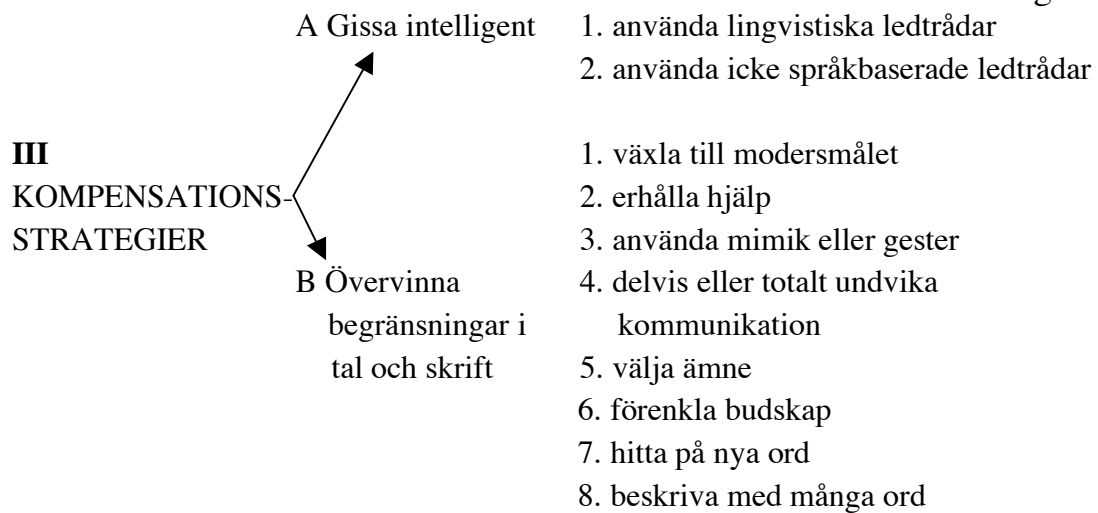 A Gissa intelligent
1. använda lingvistiska ledtrådar
2. använda icke språkbaserade ledtrådar
III
KOMPENSATIONS-
STRATEGIER
B Övervinna
begränsningar i
tal och skrift
1. växla till modersmålet
2. erhålla hjälp
3. använda mimik eller gester
4. delvis eller totalt undvika
kommunikation
5. välja ämne
6. förenkla budskap
7. hitta på nya ord
8. beskriva med många ord